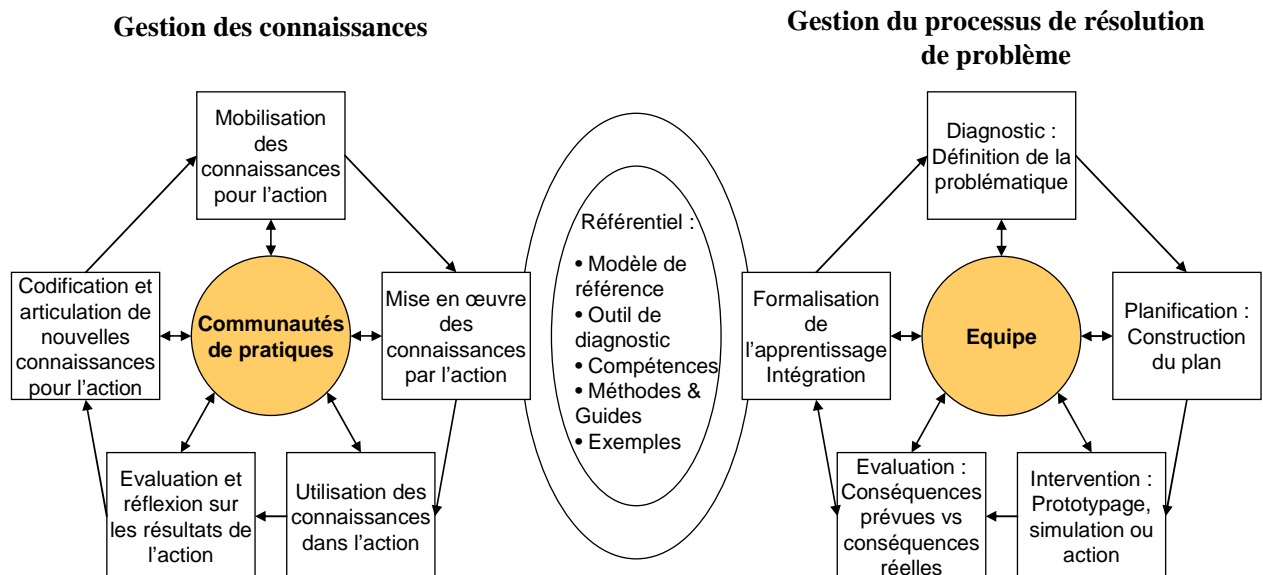 Gestion des connaissances
Gestion du processus de résolution
de problème
Mobilisation
des
connaissances
pour l'action
Codification et
articulation de
nouvelles
connaissances
pour l'action
Communautés
de pratiques
Mise en œuvre
des
connaissances
par l'action
Evaluation et
réflexion sur
les résultats de
l'action
Utilisation des
connaissances
dans l'action
Référentiel :
• Modèle de
référence
• Outil de
diagnostic
• Compétences
• Méthodes &
Guides
• Exemples
Diagnostic :
Définition de la
problématique
Formalisation
de
l'apprentissage
Intégration
Equipe
Planification :
Construction
du plan
Evaluation :
Conséquences
prévues vs
conséquences
réelles
Intervention :
Prototypage,
simulation ou
action